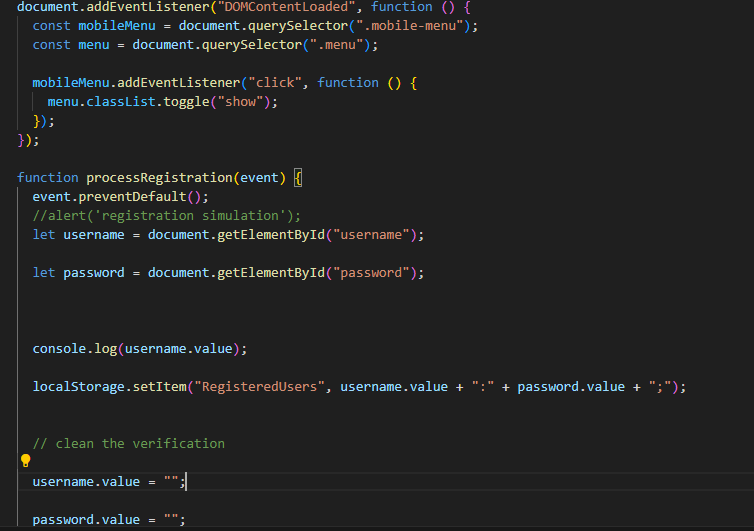 document.addEventListener("DOMContentLoaded", function () {
  const mobileMenu = document.querySelector(".mobile-menu");
  const menu = document.querySelector(".menu");

  mobileMenu.addEventListener("click", function () {
    menu.classList.toggle("show");
  });
});

function processRegistration(event) {
  event.preventDefault();
  //alert('registration simulation');
  let username = document.getElementById("username");

  let password = document.getElementById("password");

  console.log(username.value);

  localStorage.setItem("RegisteredUsers", username.value + ":" + password.value + ";");

  // clean the verification

  username.value = "";

  password.value = "";